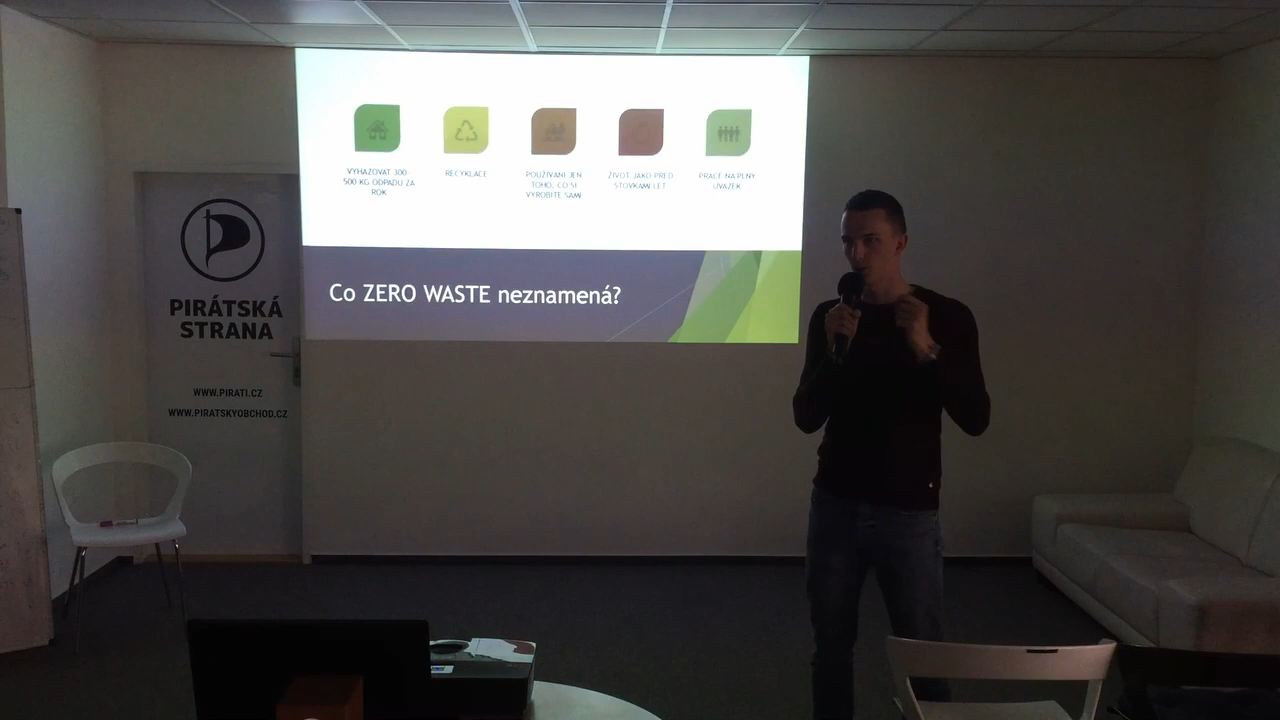 VYHAZOVAT 300-
500 KG ODPADU ZA
ROK
RECYKLACE
POUŽÍVÁNÍ JEN
TOHO, CO SI
VYROBÍTE SAMI
ŽIVOT JAKO PŘED
STOVKAMI LET
PRÁCE NA PLNÝ
ÚVAZEK
Co ZERO WASTE neznamená?
PIRÁTSKÁ
STRANA
WWW.PIRATI.CZ
WWW.PIRATSKYOBCHOD.CZ